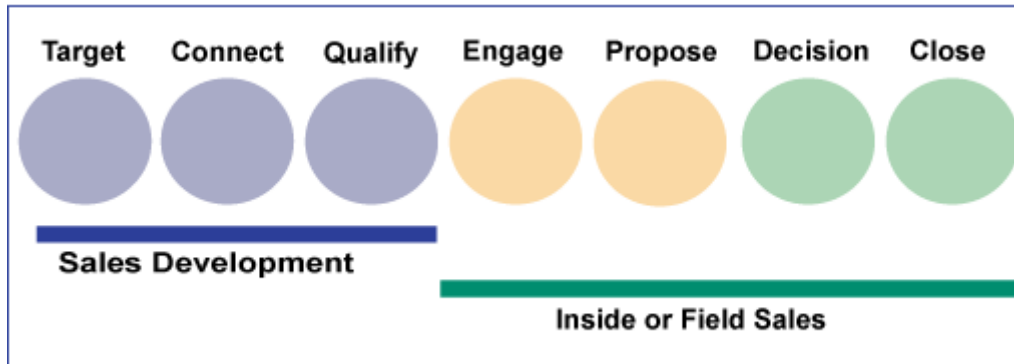 Target Connect Qualify Engage Propose Decision Close
Sales Development
Inside or Field Sales